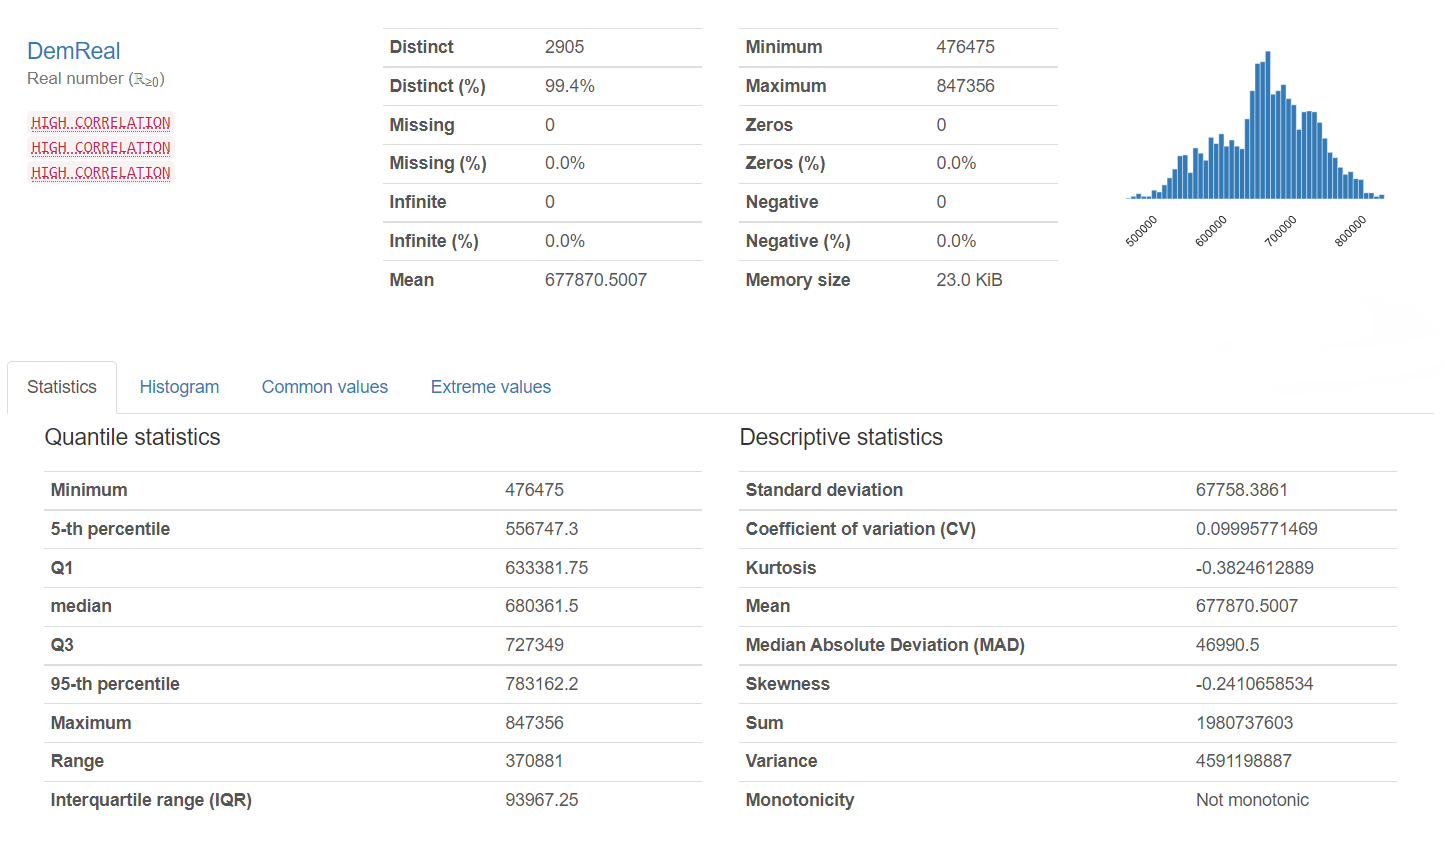 DemReal
Real number (ℝ≥0)
HIGH CORRELATION
HIGH CORRELATION
HIGH CORRELATION
Distinct 2905
Distinct (%) 99.4%
Missing 0
Missing (%) 0.0%
Infinite 0
Infinite (%) 0.0%
Mean 677870.5007
Minimum 476475
Maximum 847356
Zeros 0
Zeros (%) 0.0%
Negative 0
Negative (%) 0.0%
Memory size 23.0 KiB
500000 600000 700000 800000
Statistics Histogram Common values Extreme values
Quantile statistics
Minimum 476475
5-th percentile 556747.3
Q1 633381.75
median 680361.5
Q3 727349
95-th percentile 783162.2
Maximum 847356
Range 370881
Interquartile range (IQR) 93967.25
Descriptive statistics
Standard deviation 67758.3861
Coefficient of variation (CV) 0.09995771469
Kurtosis -0.3824612889
Mean 677870.5007
Median Absolute Deviation (MAD) 46990.5
Skewness -0.2410658534
Sum 1980737603
Variance 4591198887
Monotonicity Not monotonic